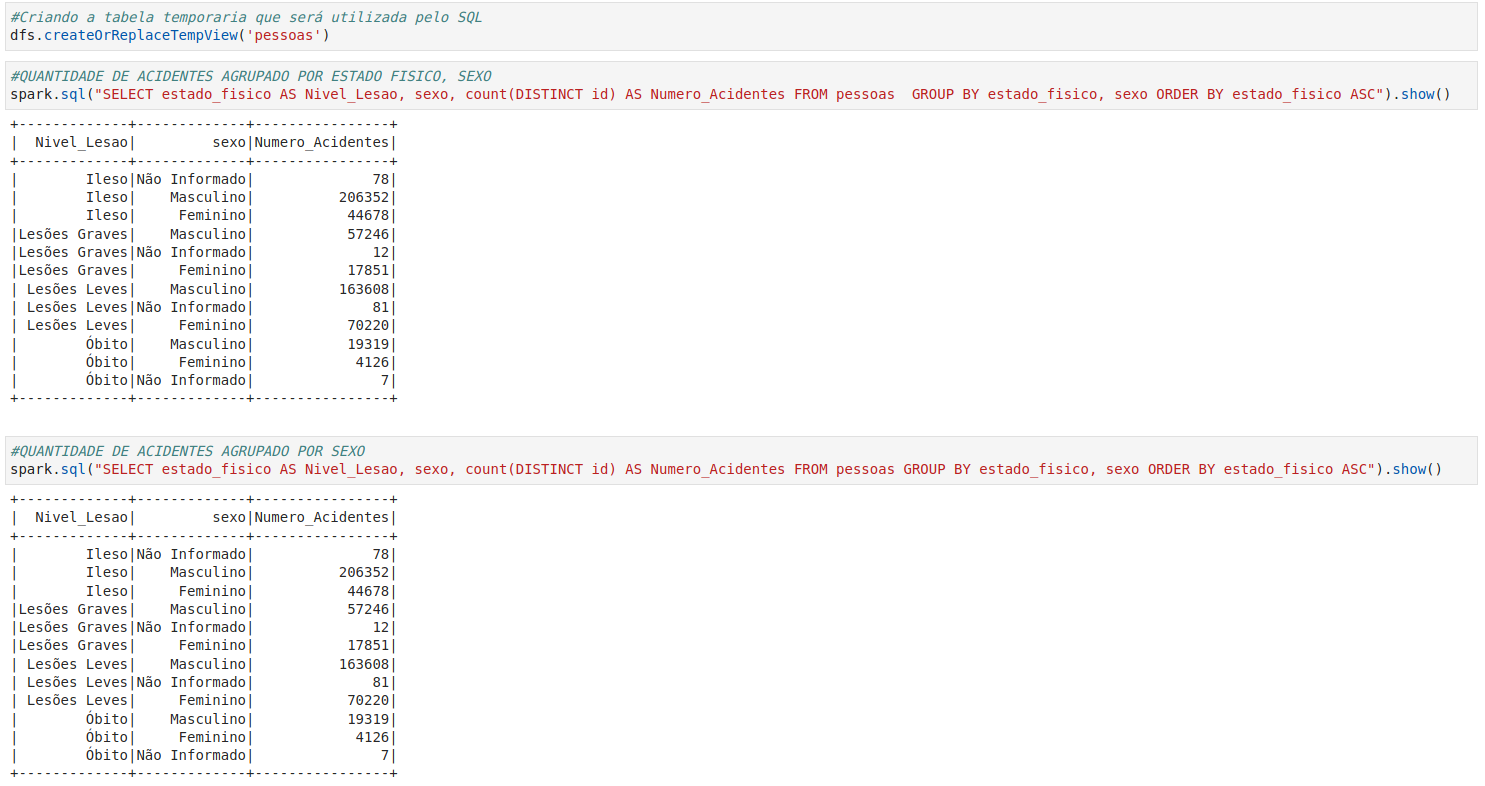 #Criando a tabela temporaria que será utilizada pelo SQL
dfs.createOrReplaceTempView('pessoas')
#QUANTIDADE DE ACIDENTES AGRUPADO POR ESTADO FISICO, SEXO
spark.sql("SELECT estado_fisico AS Nivel_Lesao, sexo, count(DISTINCT id) AS Numero_Acidentes FROM pessoas  GROUP BY estado_fisico, sexo ORDER BY estado_fisico ASC").show()
+-------------+-------------+----------------+
|  Nivel_Lesao|         sexo|Numero_Acidentes|
+-------------+-------------+----------------+
|        Ileso|Não Informado|              78|
|        Ileso|    Masculino|          206352|
|        Ileso|     Feminino|           44678|
|Lesões Graves|    Masculino|           57246|
|Lesões Graves|Não Informado|              12|
|Lesões Graves|     Feminino|           17851|
| Lesões Leves|    Masculino|          163608|
| Lesões Leves|Não Informado|              81|
| Lesões Leves|     Feminino|           70220|
|        Óbito|    Masculino|           19319|
|        Óbito|     Feminino|            4126|
|        Óbito|Não Informado|               7|
+-------------+-------------+----------------+
#QUANTIDADE DE ACIDENTES AGRUPADO POR SEXO
spark.sql("SELECT estado_fisico AS Nivel_Lesao, sexo, count(DISTINCT id) AS Numero_Acidentes FROM pessoas GROUP BY estado_fisico, sexo ORDER BY estado_fisico ASC").show()
+-------------+-------------+----------------+
|  Nivel_Lesao|         sexo|Numero_Acidentes|
+-------------+-------------+----------------+
|        Ileso|Não Informado|              78|
|        Ileso|    Masculino|          206352|
|        Ileso|     Feminino|           44678|
|Lesões Graves|    Masculino|           57246|
|Lesões Graves|Não Informado|              12|
|Lesões Graves|     Feminino|           17851|
| Lesões Leves|    Masculino|          163608|
| Lesões Leves|Não Informado|              81|
| Lesões Leves|     Feminino|           70220|
|        Óbito|    Masculino|           19319|
|        Óbito|     Feminino|            4126|
|        Óbito|Não Informado|               7|
+-------------+-------------+----------------+